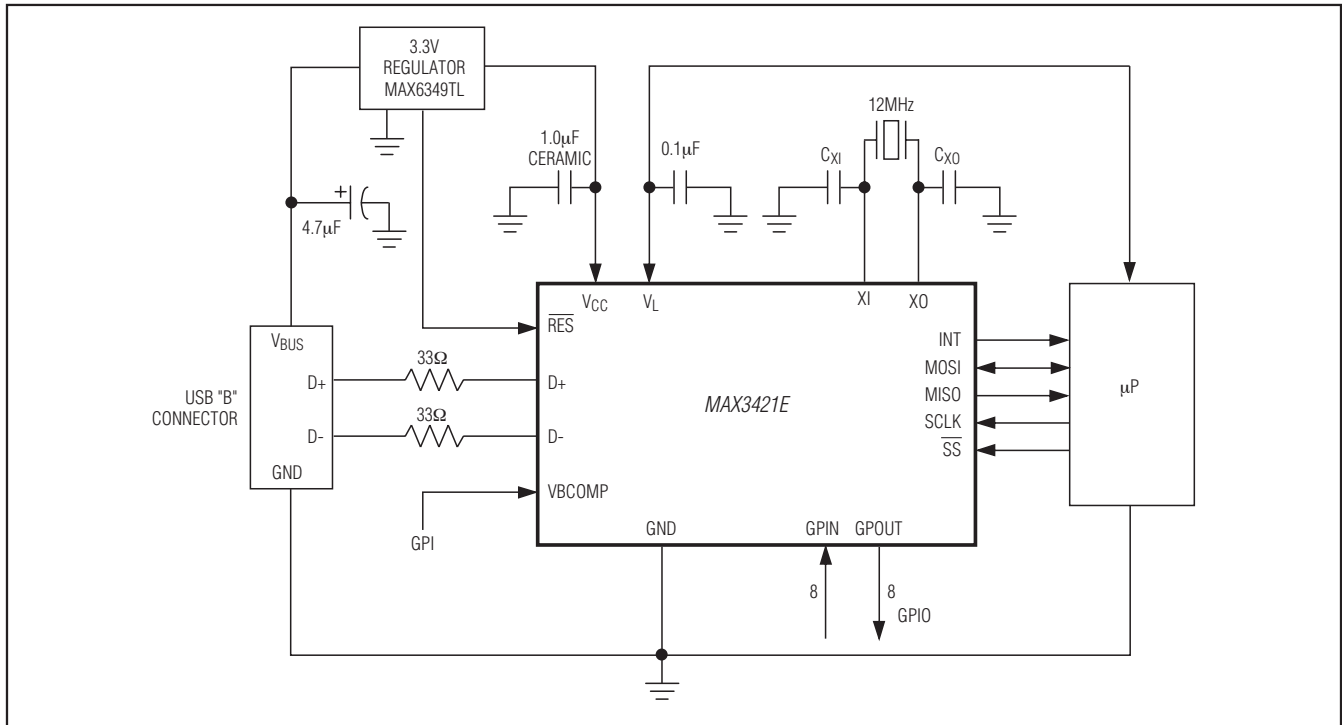 3.3V
REGULATOR
MAX6349TL
12MHz
1.0μF
CERAMIC
0.1μF
CXI
CXO
+
4.7μF
VCC
VL
XI
XO
RES
VBUS
D+
D-
GND
USB "B"
CONNECTOR
33Ω
33Ω
D+
D-
VBCOMP
GPI
MAX3421E
INT
MOSI
MISO
SCLK
SS
μP
GND
GPIN
GPOUT
8
8
GPIO